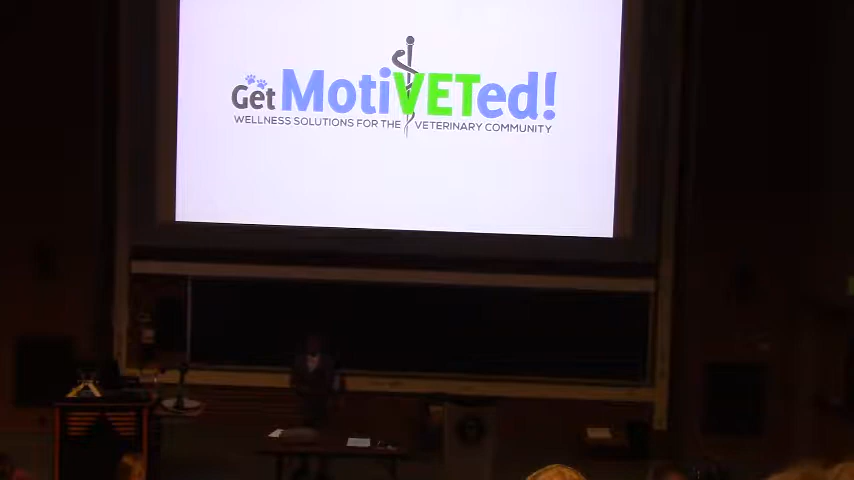 Get MotiVETed!
WELLNESS SOLUTIONS FOR THE VETERINARY COMMUNITY